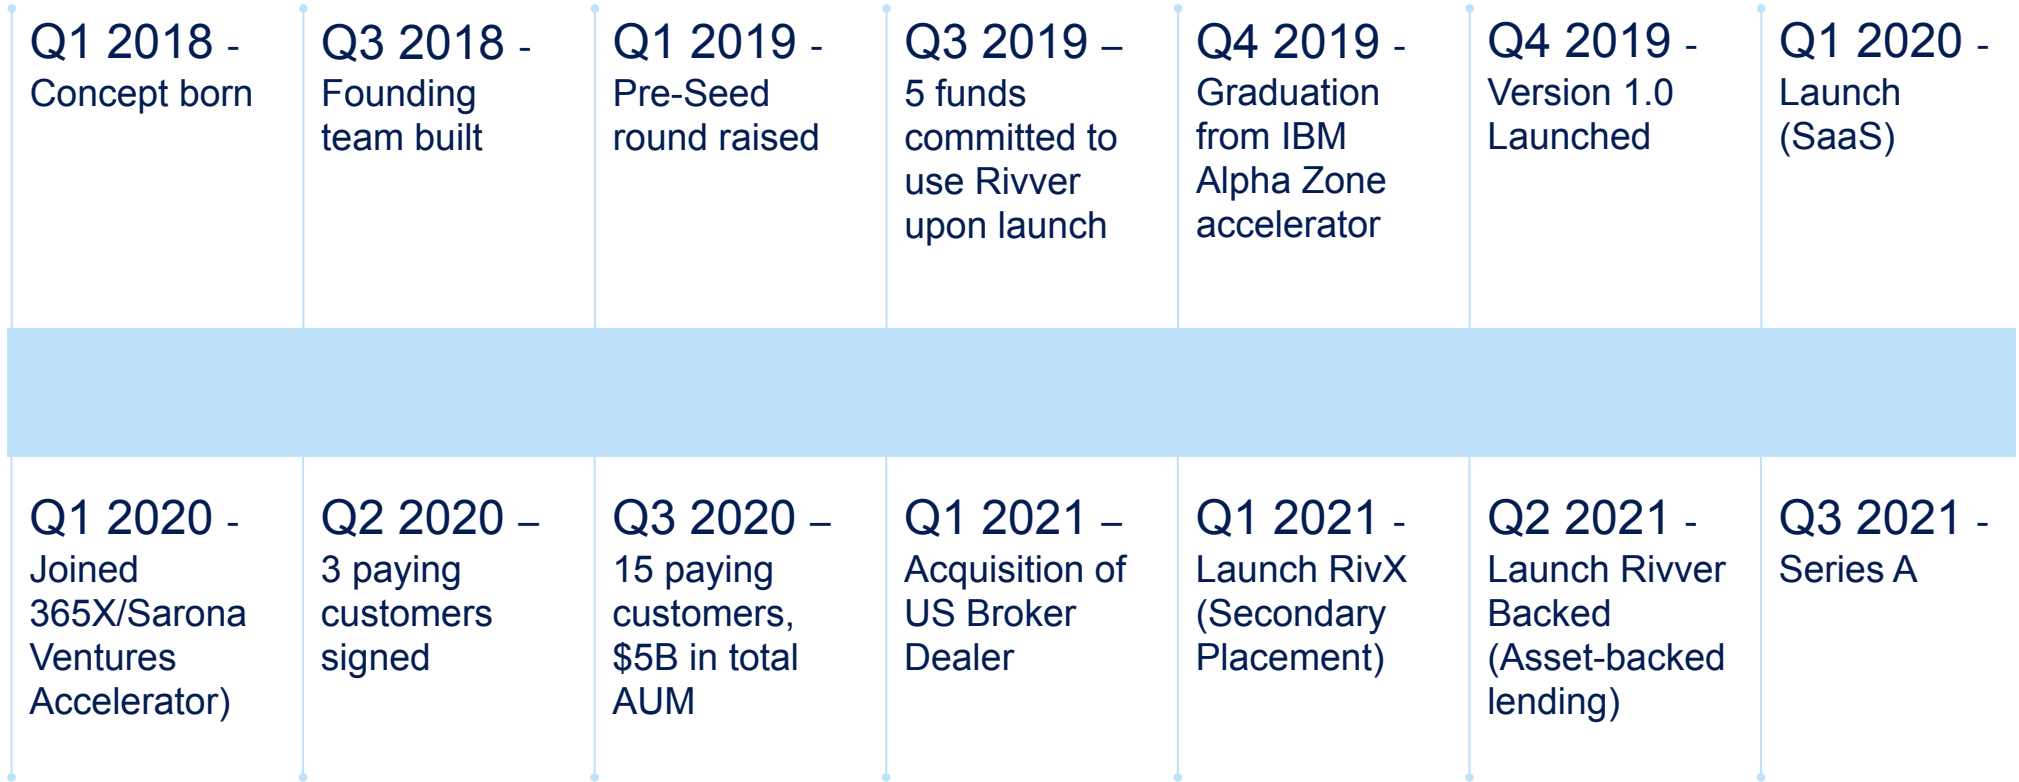 Q1 2018 -
Concept born
Q3 2018 -
Founding
team built
Q1 2019 -
Pre-Seed
round raised
Q3 2019 –
5 funds
committed to
use Rivver
upon launch
Q4 2019 -
Graduation
from IBM
Alpha Zone
accelerator
Q4 2019 -
Version 1.0
Launched
Q1 2020 -
Launch
(SaaS)
Q1 2020 -
Joined
365X/Sarona
Ventures
Accelerator)
Q2 2020 –
3 paying
customers
signed
Q3 2020 –
15 paying
customers,
$5B in total
AUM
Q1 2021 –
Acquisition of
US Broker
Dealer
Q1 2021 -
Launch RivX
(Secondary
Placement)
Q2 2021 -
Launch Rivver
Backed
(Asset-backed
lending)
Q3 2021 -
Series A